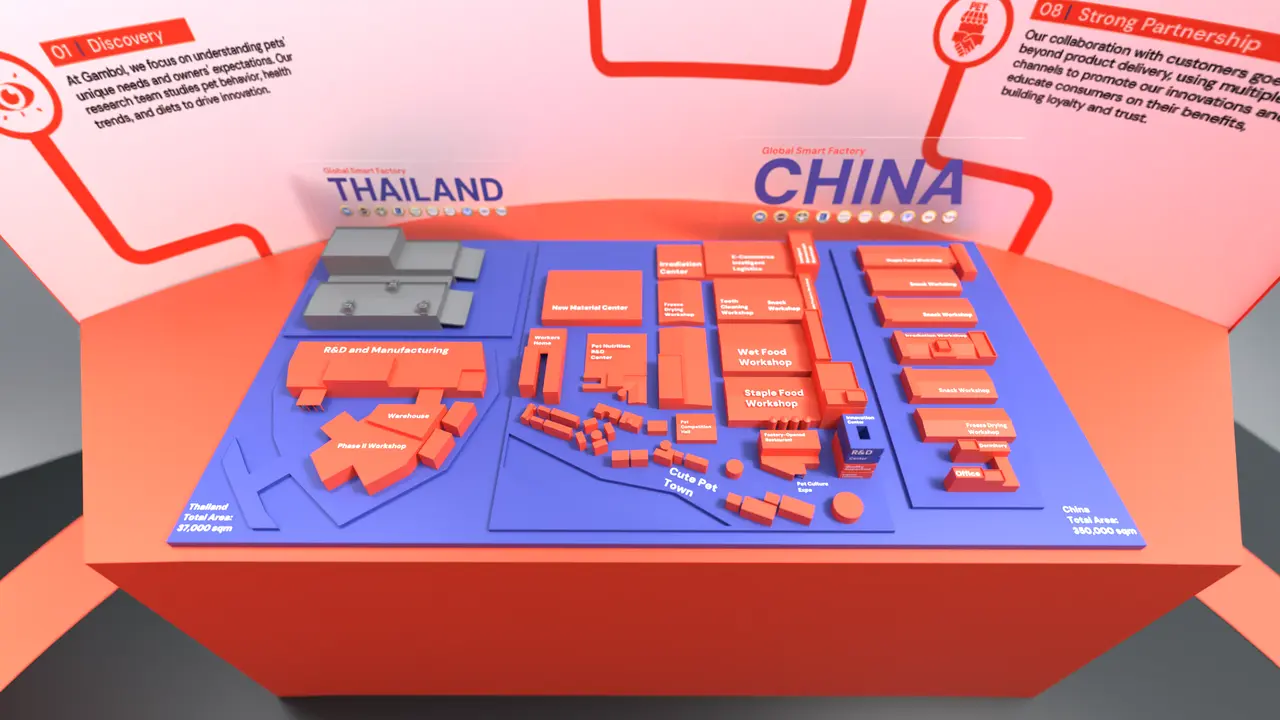 01 | Discovery
At Gambol, we focus on understanding pets'
unique needs and owners' expectations. Our
research team studies pet behavior, health
trends, and diets to drive innovation.
08 | Strong Partnership
Our collaboration with customers goes
beyond product delivery, using multiple
channels to promote our innovations and
educate consumers on their benefits,
building loyalty and trust.
Global Smart Factory
THAILAND
Global Smart Factory
CHINA
R&D and Manufacturing
Warehouse
Phase II Workshop
Thailand
Total Area:
37,000 sqm
New Material Center
Irradiation
Center
E-Commerce
Intelligent
Logistics
Freeze
Drying
Workshop
Teeth
Cleaning
Workshop
Snack
Workshop
Workers
Home
Pet Nutrition
R&D
Center
Wet Food
Workshop
Staple Food
Workshop
Pet
Competition
Hall
Factory-Opened
Restaurant
Innovation
Center
R&D
Cute Pet
Town
Pet Culture
Expo
Staple Food Workshop
Snack Workshop
Snack Workshop
Irradiation Workshop
Snack Workshop
Freeze Drying
Workshop
Dormitory
Office
China
Total Area:
350,000 sqm